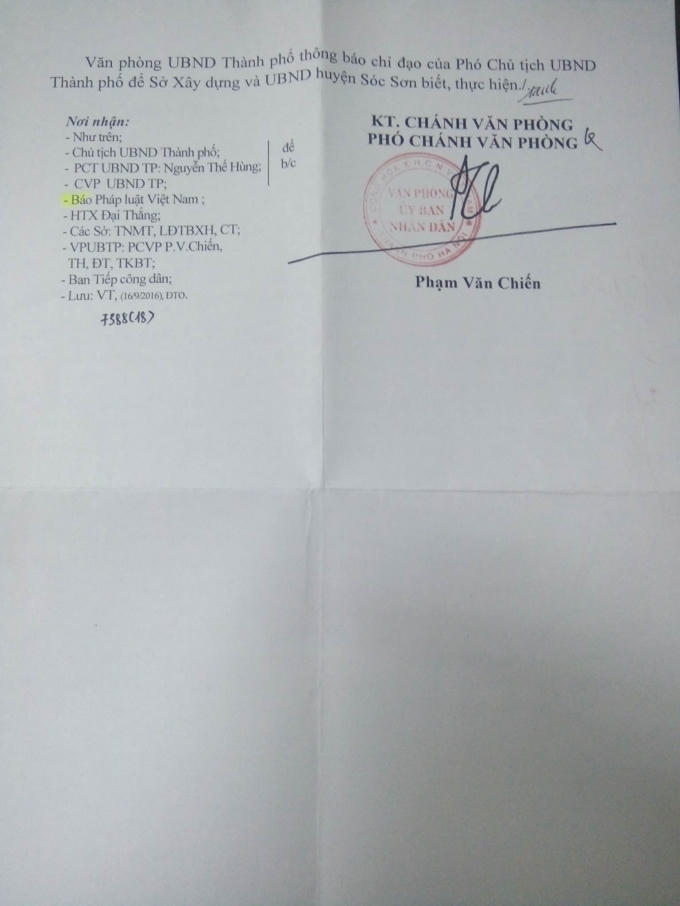 Văn phòng UBND Thành phố thông báo chỉ đạo của Phó Chủ tịch UBND
Thành phố để Sở Xây dựng và UBND huyện Sóc Sơn biết, thực hiện./
Nơi nhận:
- Như trên;
- Chủ tịch UBND Thành phố;
- PCT UBND TP: Nguyễn Thế Hùng;
- CVP UBND TP;
để
b/c
- Báo Pháp luật Việt Nam ;
- HTX Đại Thắng;
- Các Sở: TNMT, LĐTBXH, CT;
- VPUBTP: PCVP P.V.Chiến,
TH, ĐT, TKBT;
- Ban Tiếp công dân;
- Lưu: VT, (16/9/2016), ĐTO.
7588(18)
KT. CHÁNH VĂN PHÒNG
PHÓ CHÁNH VĂN PHÒNG
VĂN PHÒNG
ỦY BAN
NHÂN DÂN
Phạm Văn Chiến